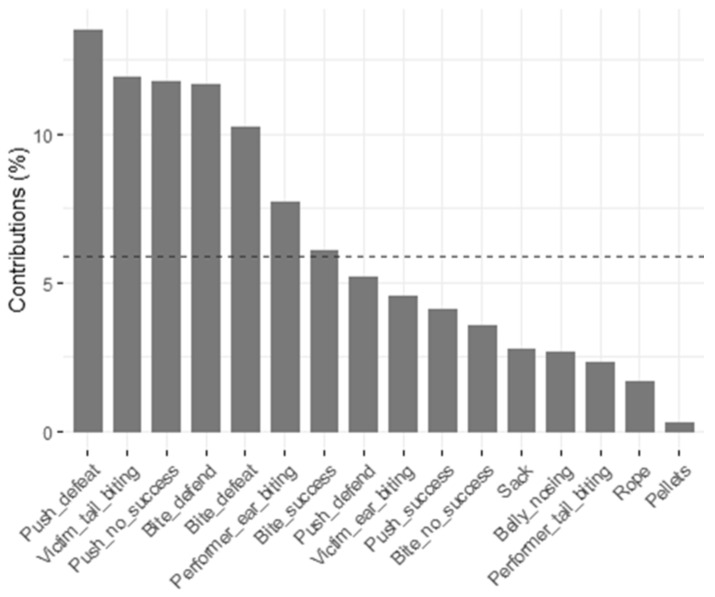 Contributions (%)
10
5
0
Push_defeat
Victim_tail_biting
Push_no_success
Bite_defend
Bite_defeat
Performer_ear_biting
Bite_success
Push_defend
Victim_ear_biting
Push_success
Bite_no_success
Sack
Belly_nosing
Performer_tail_biting
Rope
Pellets